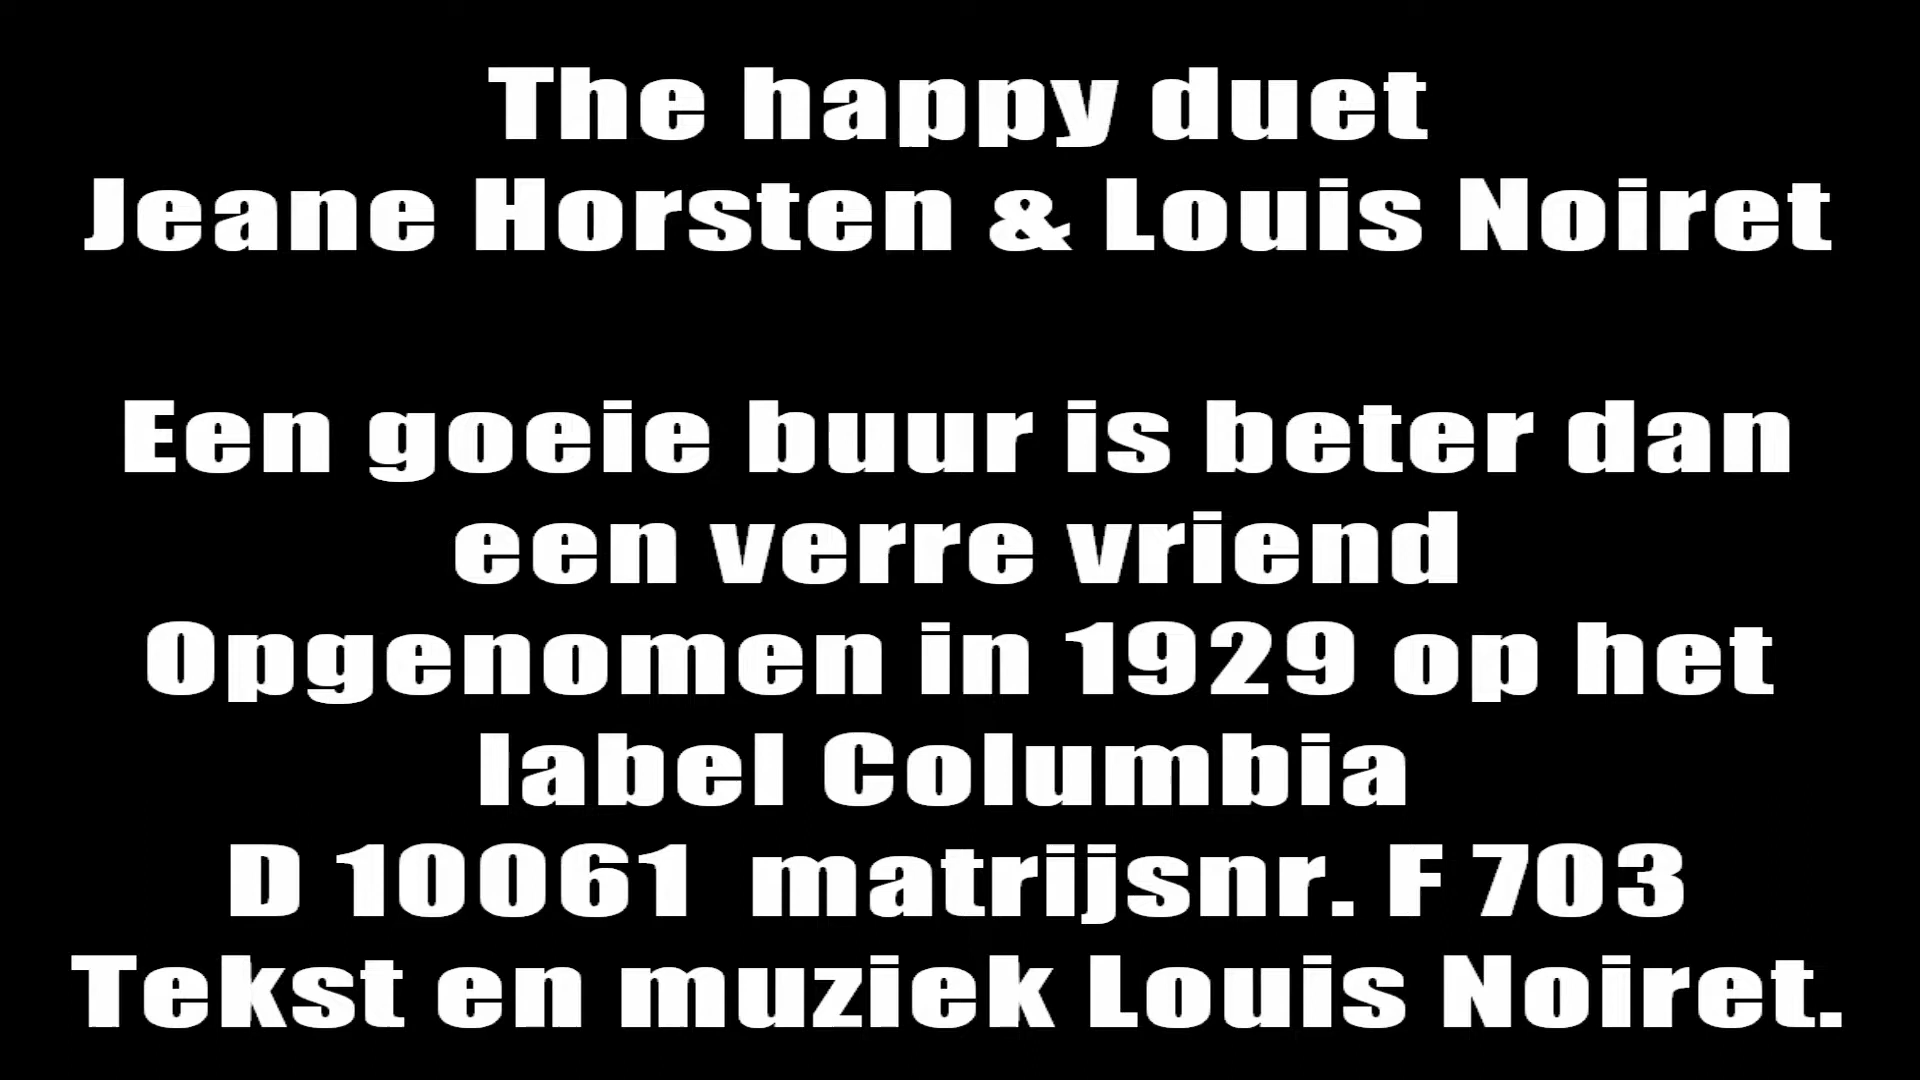 The happy duet
Jeane Horsten & Louis Noiret
Een goeie buur is beter dan
een verre vriend
Opgenomen in 1929 op het
label Columbia
D 10061 matrijsnr. F 703
Tekst en muziek Louis Noiret.